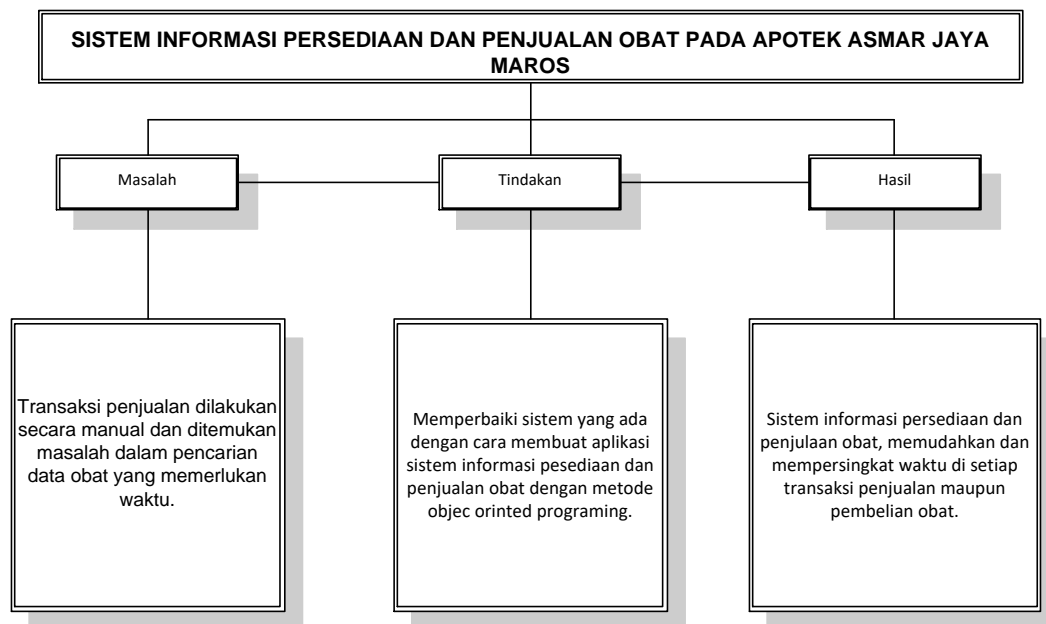 SISTEM INFORMASI PERSEDIAAN DAN PENJUALAN OBAT PADA APOTEK ASMAR JAYA
MAROS
Masalah
Tindakan
Hasil
Transaksi penjualan dilakukan
secara manual dan ditemukan
masalah dalam pencarian
data obat yang memerlukan
waktu.
Memperbaiki sistem yang ada
dengan cara membuat aplikasi
sistem informasi pesediaan dan
penjualan obat dengan metode
objec orinted programing.
Sistem informasi persediaan dan
penjulaan obat, memudahkan dan
mempersingkat waktu di setiap
transaksi penjualan maupun
pembelian obat.